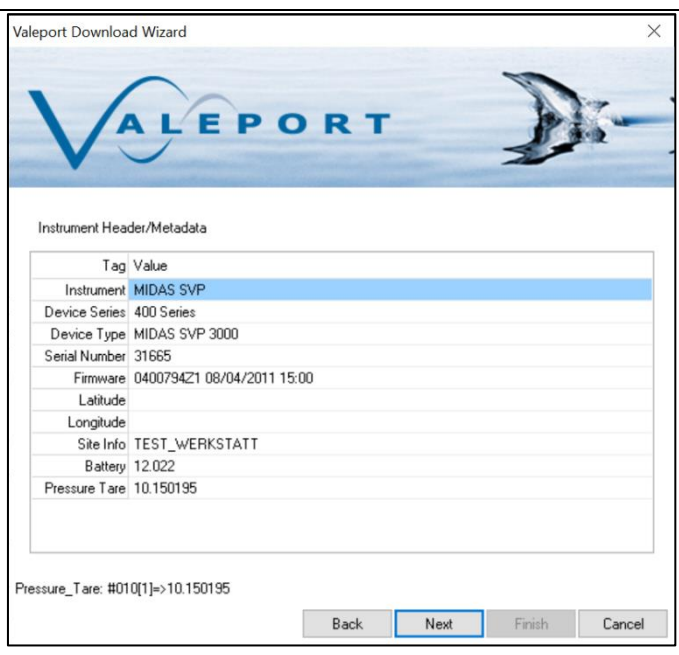 Valeport Download Wizard
VALEPORT
Instrument Header/Metadata
Tag Value
Instrument MIDAS SVP
Device Series 400 Series
Device Type MIDAS SVP 3000
Serial Number 31665
Firmware 0400794Z1 08/04/2011 15:00
Latitude
Longitude
Site Info TEST_WERKSTATT
Battery 12.022
Pressure Tare 10.150195
Pressure_Tare: #010[1]=>10.150195
Back Next Finish Cancel